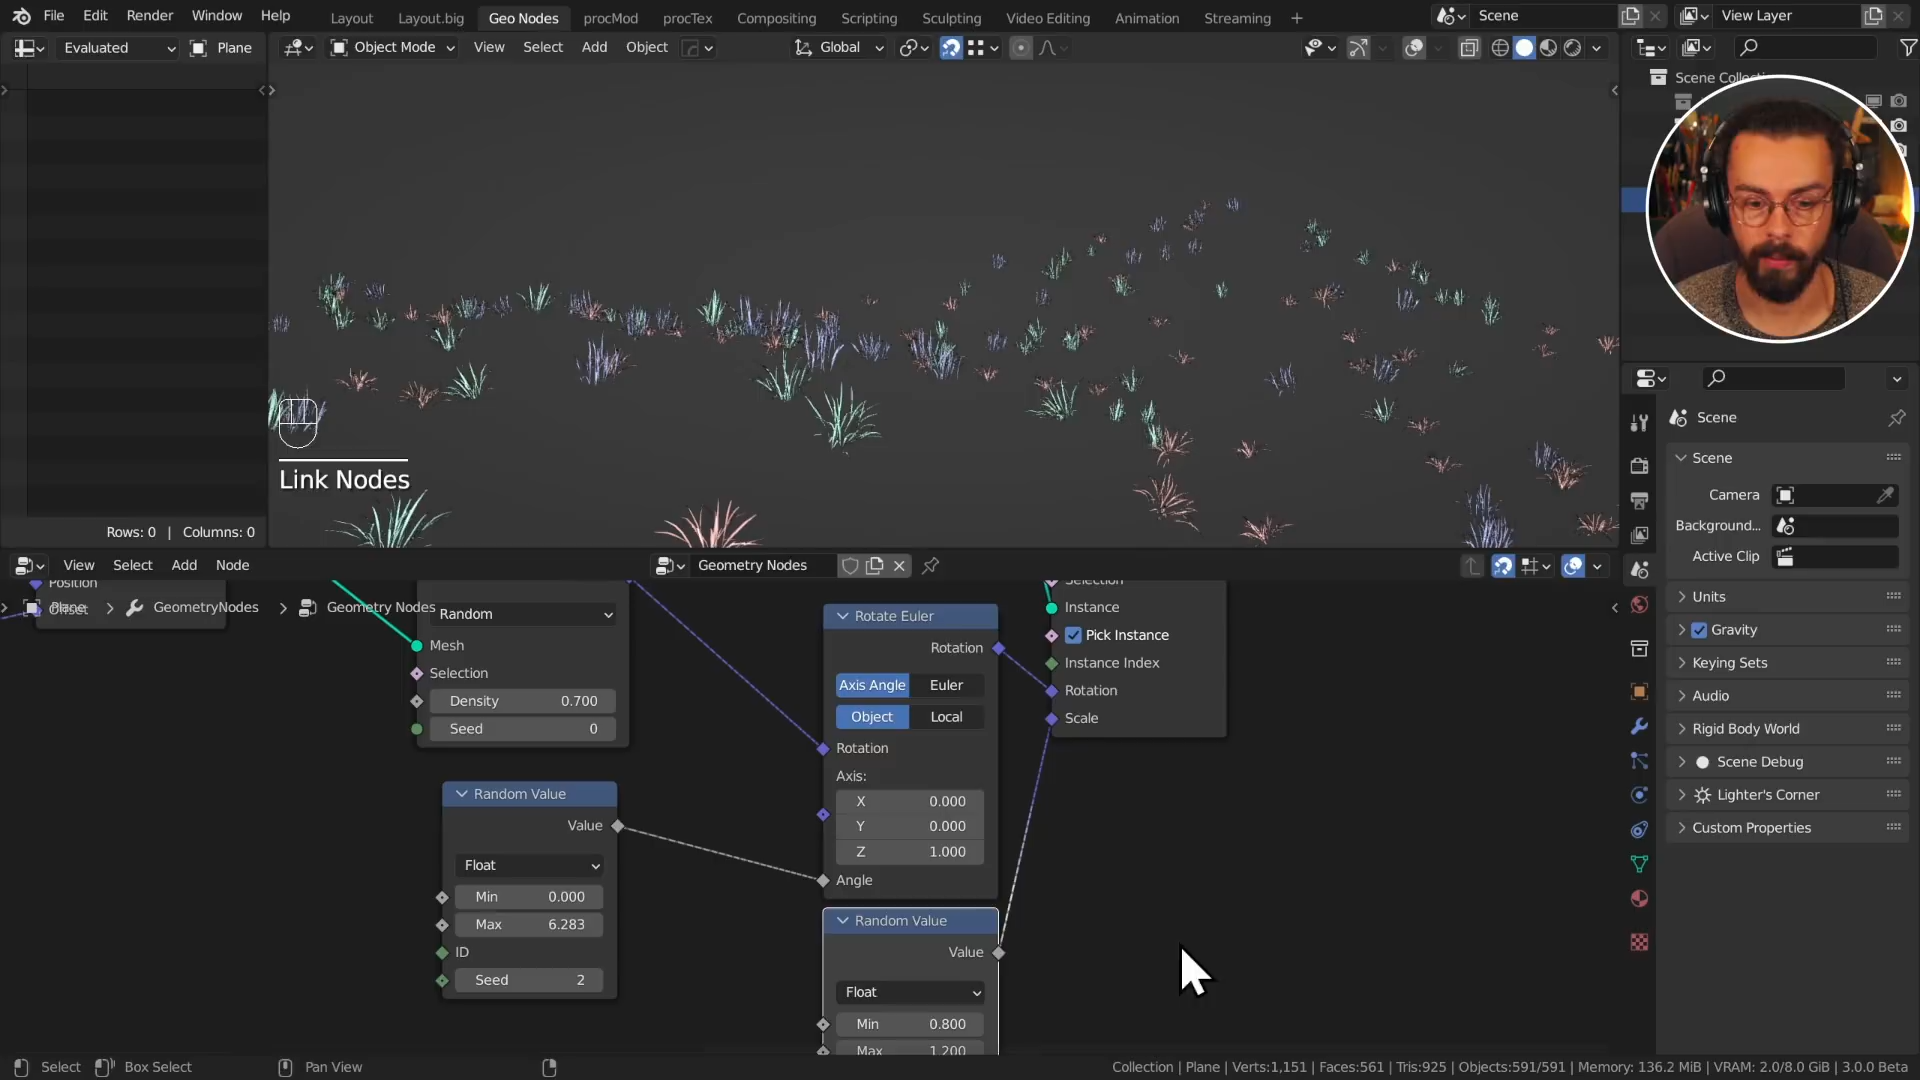 File Edit Render Window Help Layout Layout.big Geo Nodes procMod procTex Compositing Scripting Sculpting Video Editing Animation Streaming + Scene View Layer
Evaluated Plane Object Mode View Select Add Object Global
Link Nodes
Rows: 0 | Columns: 0
View Select Add Node Geometry Nodes
Position
Offset
Plane GeometryNodes Geometry Nodes
Random
Mesh
Selection
Density 0.700
Seed 0
Random Value
Value
Float
Min 0.000
Max 6.283
ID
Seed 2
Rotate Euler
Rotation
Axis Angle Euler
Object Local
Rotation
Axis:
X 0.000
Y 0.000
Z 1.000
Angle
Random Value
Value
Float
Min 0.800
Max 1.200
Selection
Instance
Pick Instance
Instance Index
Rotation
Scale
Scene
Scene
Camera
Background...
Active Clip
Units
Gravity
Keying Sets
Audio
Rigid Body World
Scene Debug
Lighter's Corner
Custom Properties
Select Box Select Pan View Collection | Plane | Verts:1,151 | Faces:561 | Tris:925 | Objects:591/591 | Memory: 136.2 MiB | VRAM: 2.0/8.0 GiB | 3.0.0 Beta